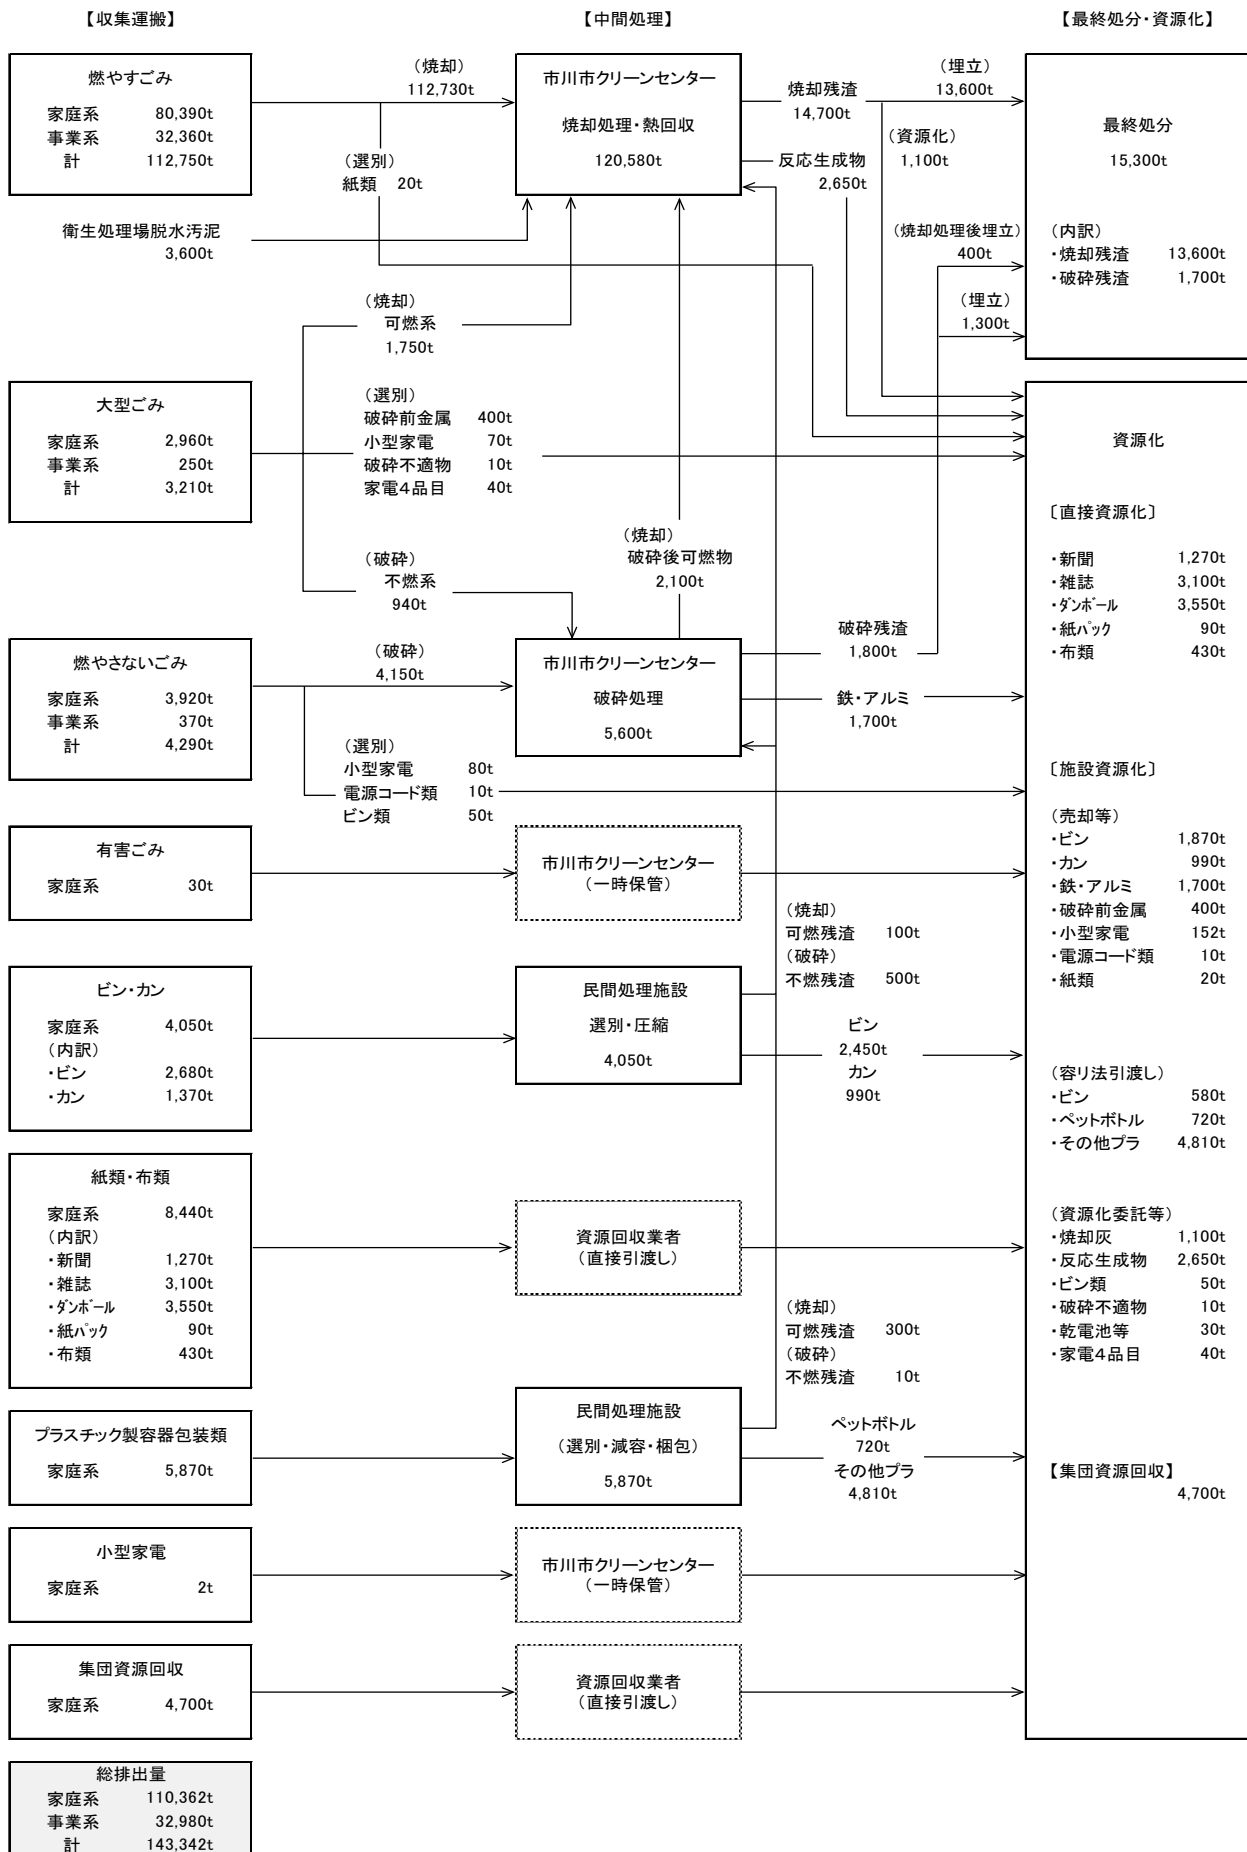 【収集運搬】
【中間処理】
【最終処分・資源化】
燃やすごみ
家庭系 80,390t
事業系 32,360t
計 112,750t
(焼却)
112,730t
(選別)
紙類 20t
市川市クリーンセンター
焼却処理・熱回収
120,580t
焼却残渣
14,700t
(埋立)
13,600t
(資源化)
1,100t
反応生成物
2,650t
最終処分
15,300t
(内訳)
・焼却残渣 13,600t
・破砕残渣 1,700t
衛生処理場脱水汚泥
3,600t
(焼却処理後埋立)
400t
(埋立)
1,300t
(焼却)
可燃系
1,750t
大型ごみ
家庭系 2,960t
事業系 250t
計 3,210t
(選別)
破砕前金属 400t
小型家電 70t
破砕不適物 10t
家電4品目 40t
(破砕)
不燃系
940t
(焼却)
破砕後可燃物
2,100t
燃やさないごみ
家庭系 3,920t
事業系 370t
計 4,290t
(破砕)
4,150t
(選別)
小型家電 80t
電源コード類 10t
ビン類 50t
市川市クリーンセンター
破砕処理
5,600t
破砕残渣
1,800t
鉄・アルミ
1,700t
有害ごみ
家庭系 30t
市川市クリーンセンター
(一時保管)
ビン・カン
家庭系 4,050t
(内訳)
・ビン 2,680t
・カン 1,370t
民間処理施設
選別・圧縮
4,050t
(焼却)
可燃残渣 100t
(破砕)
不燃残渣 500t
ビン
2,450t
カン
990t
紙類・布類
家庭系 8,440t
(内訳)
・新聞 1,270t
・雑誌 3,100t
・ダンボール 3,550t
・紙パック 90t
・布類 430t
資源回収業者
(直接引渡し)
プラスチック製容器包装類
家庭系 5,870t
民間処理施設
(選別・減容・梱包)
5,870t
(焼却)
可燃残渣 300t
(破砕)
不燃残渣 10t
ペットボトル
720t
その他プラ
4,810t
小型家電
家庭系 2t
市川市クリーンセンター
(一時保管)
集団資源回収
家庭系 4,700t
資源回収業者
(直接引渡し)
総排出量
家庭系 110,362t
事業系 32,980t
計 143,342t
資源化
〔直接資源化〕
・新聞 1,270t
・雑誌 3,100t
・ダンボール 3,550t
・紙パック 90t
・布類 430t
〔施設資源化〕
(売却等)
・ビン 1,870t
・カン 990t
・鉄・アルミ 1,700t
・破砕前金属 400t
・小型家電 152t
・電源コード類 10t
・紙類 20t
(容リ法引渡し)
・ビン 580t
・ペットボトル 720t
・その他プラ 4,810t
(資源化委託等)
・焼却灰 1,100t
・反応生成物 2,650t
・ビン類 50t
・破砕不適物 10t
・乾電池等 30t
・家電4品目 40t
【集団資源回収】
4,700t